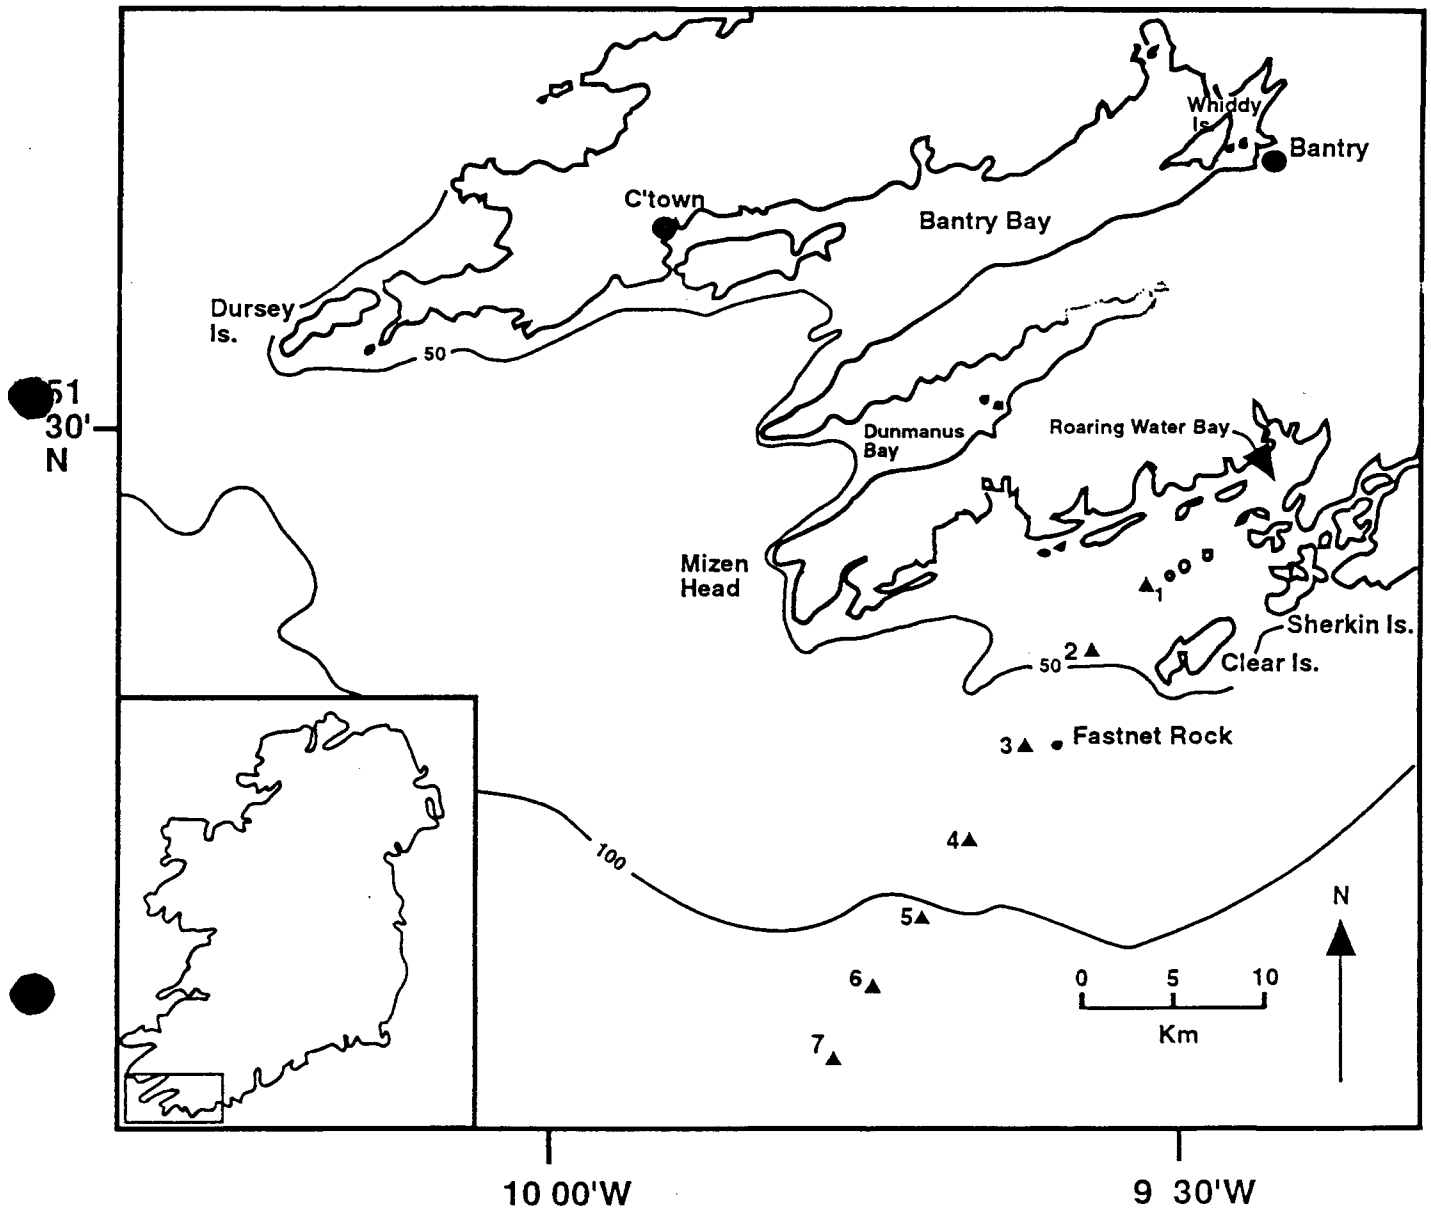 Whiddy
Is.
Bantry
C'town
Bantry Bay
Dursey
Is.
50
51
30'
N
Dunmanus
Bay
Roaring Water Bay
Mizen
Head
1
Sherkin Is.
2
50
Clear Is.
3
Fastnet Rock
4
100
5
N
6
0 5 10
Km
7
10 00'W
9 30'W